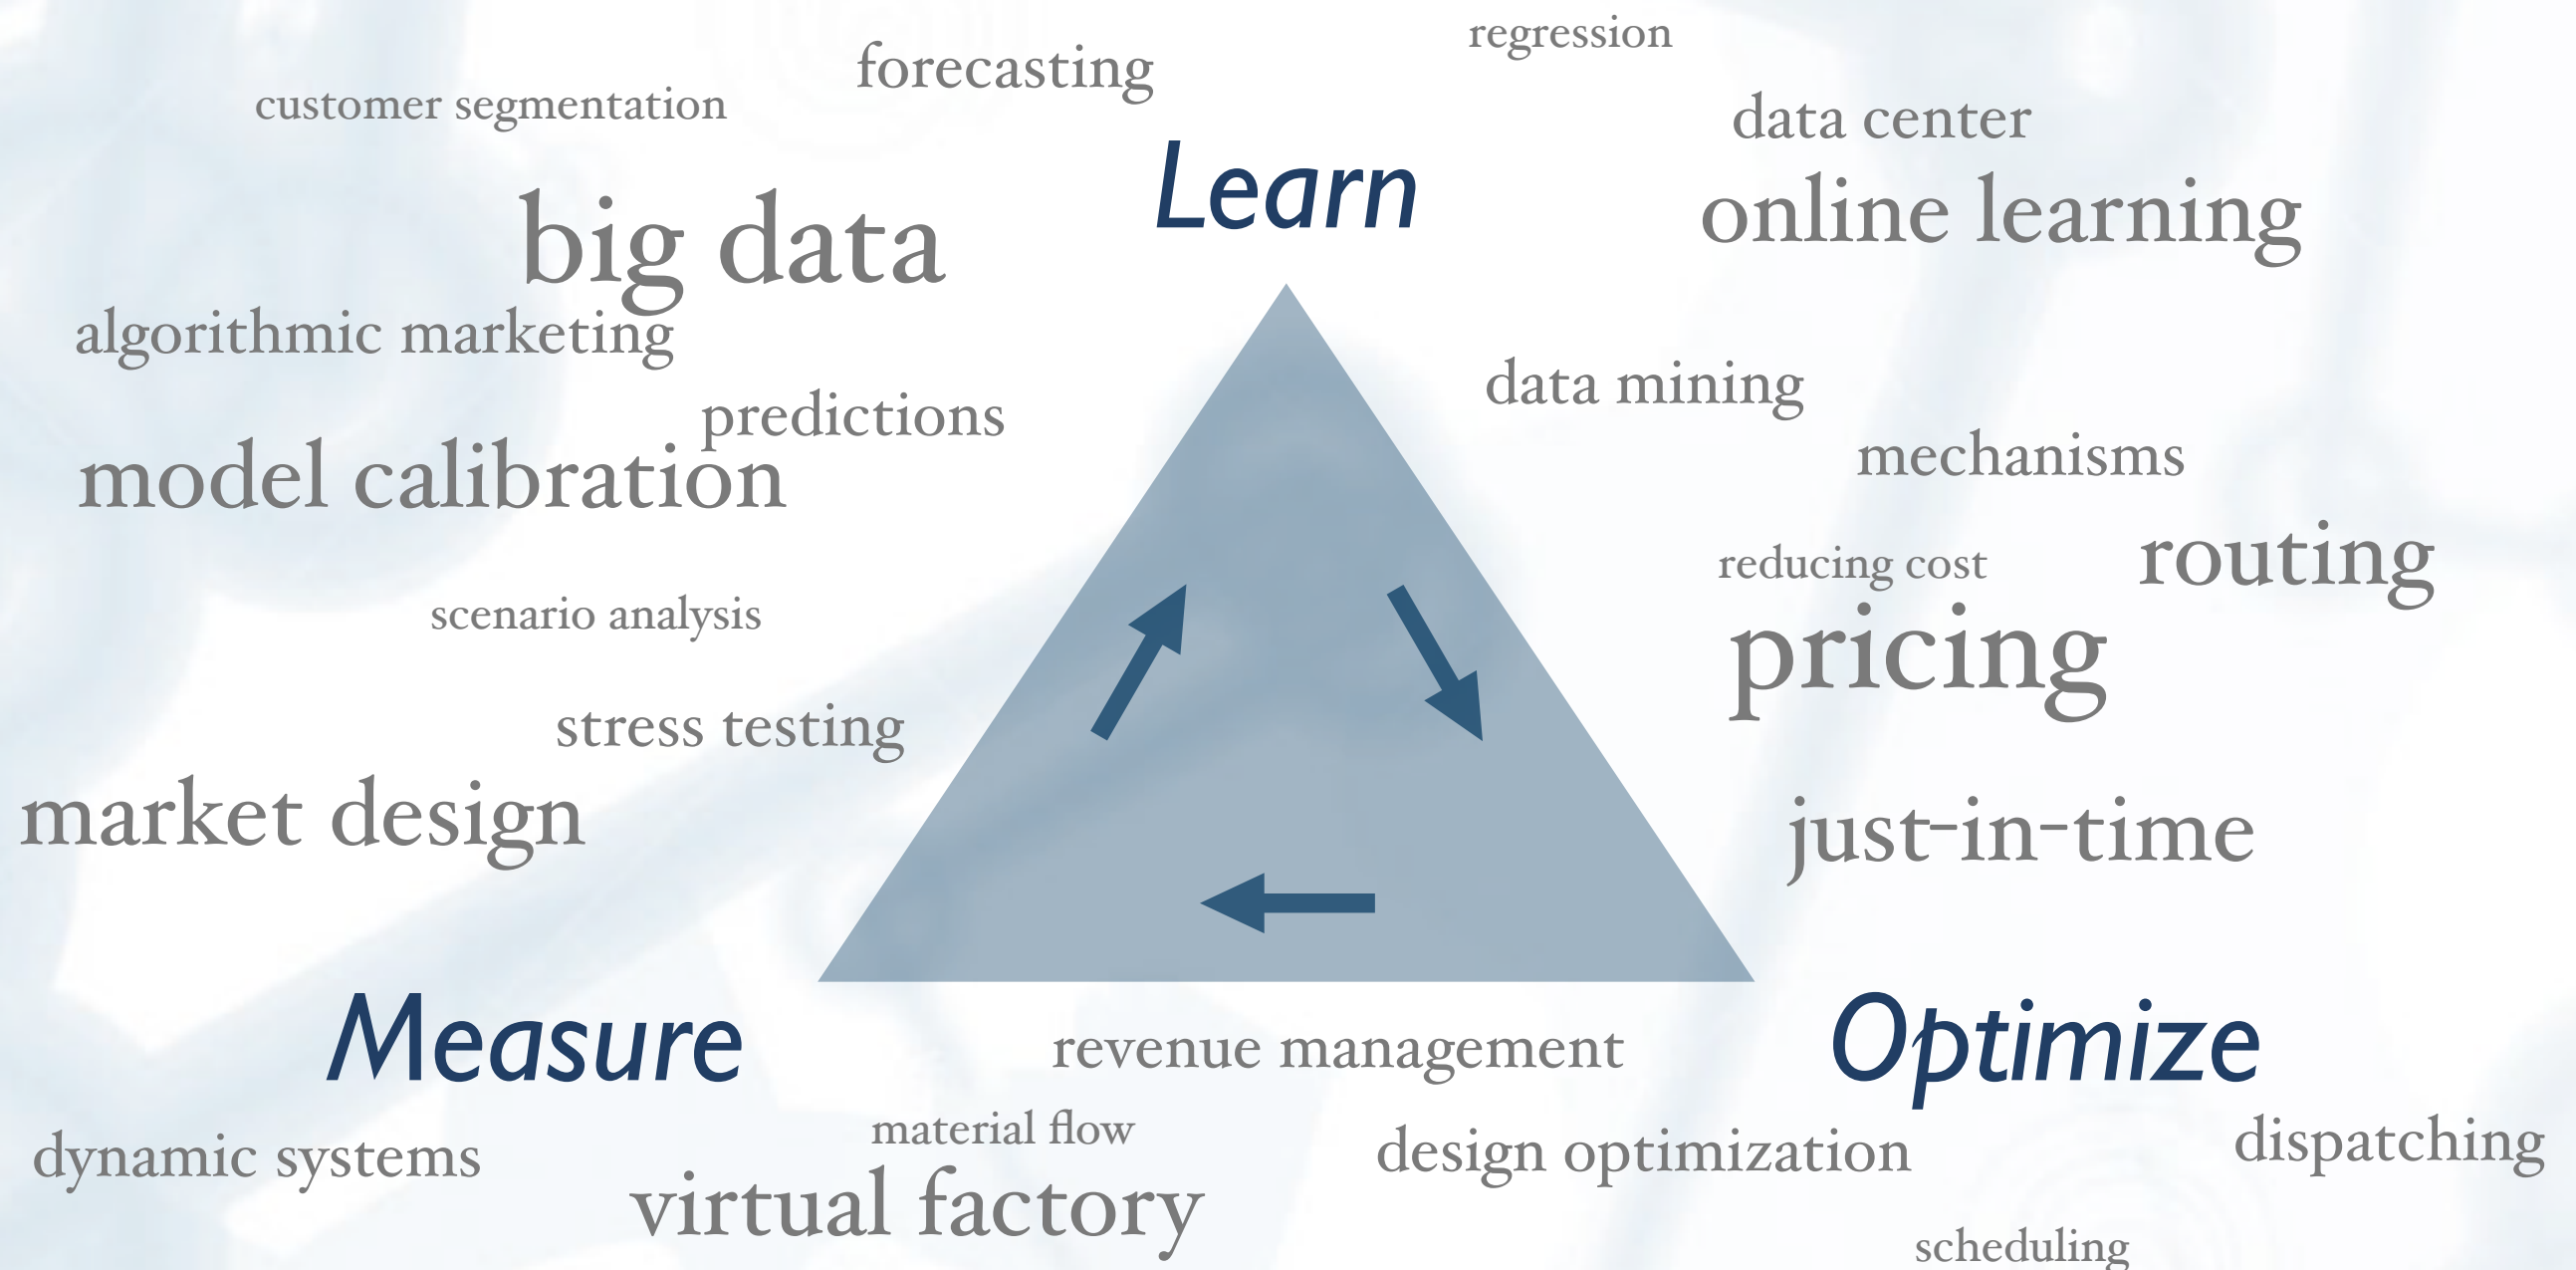 regression
forecasting
customer segmentation
data center
Learn
online learning
big data
algorithmic marketing
data mining
predictions
mechanisms
model calibration
routing
reducing cost
scenario analysis
pricing
stress testing
market design
just-in-time
Measure
Optimize
revenue management
material flow
dispatching
design optimization
dynamic systems
virtual factory
scheduling